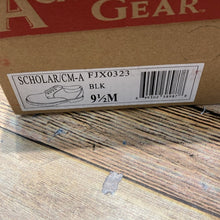 GEAR
SCHOLAR/CM-A FJX0323
BLK
9½M